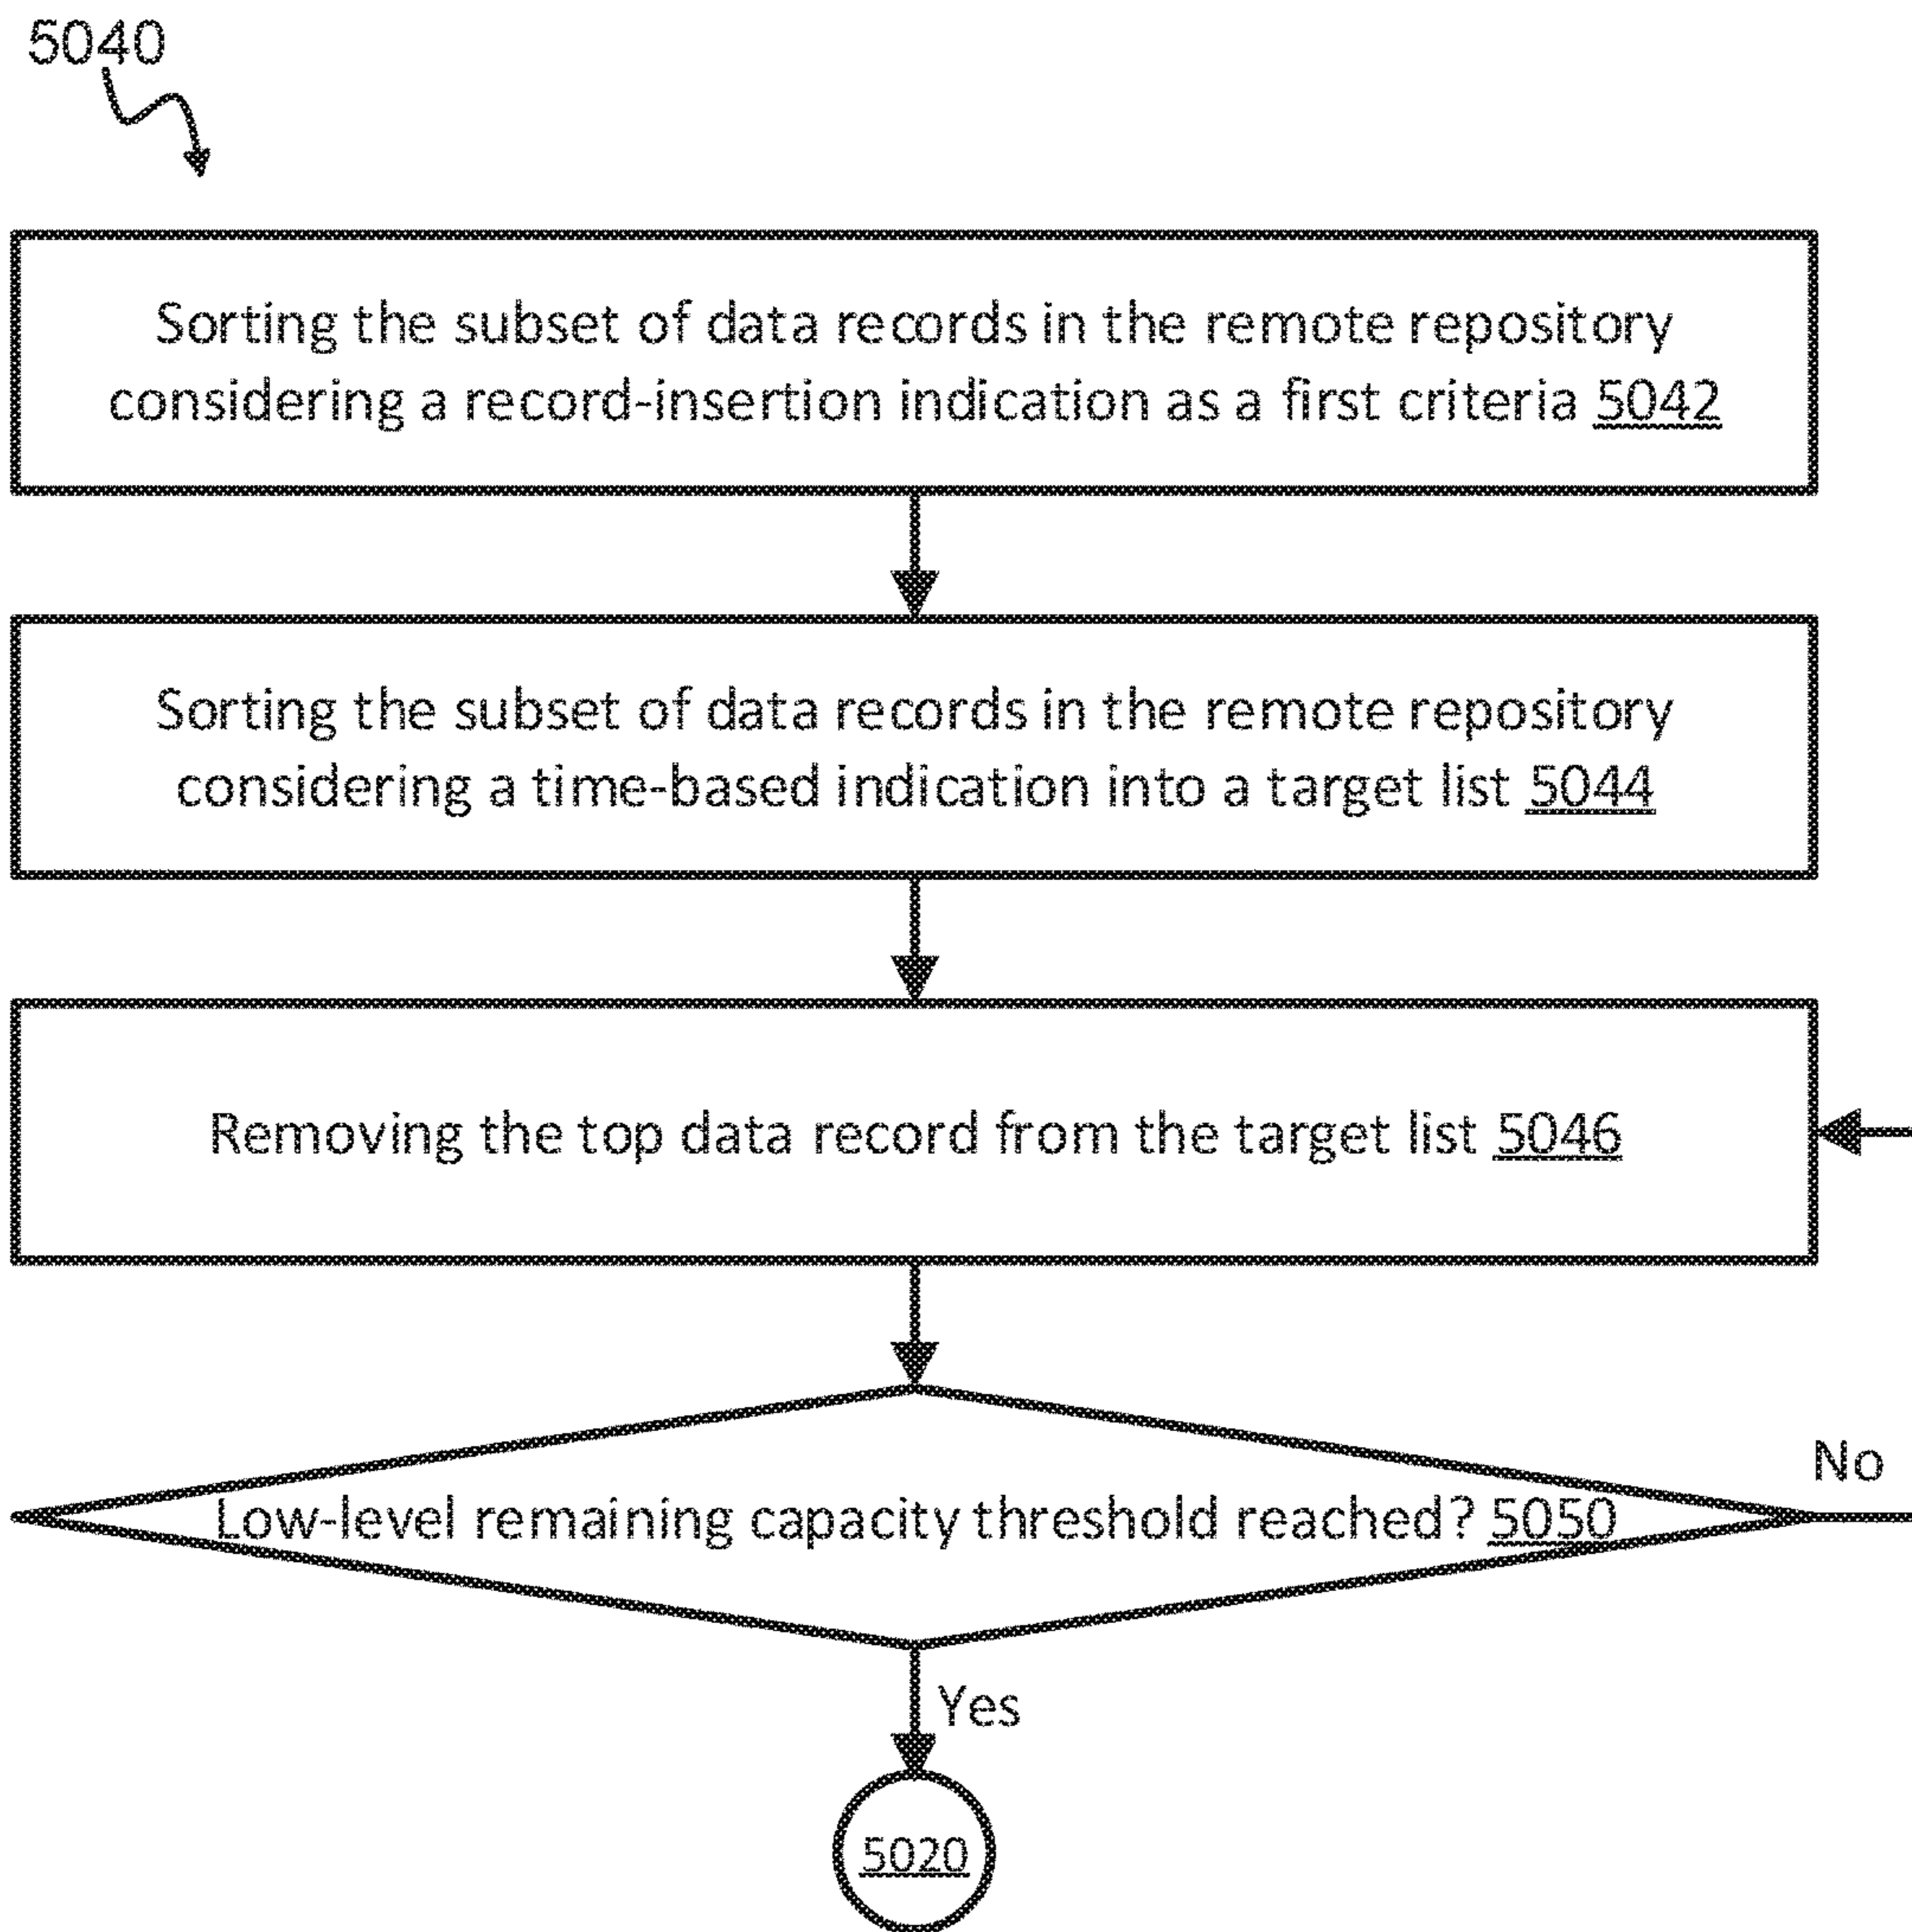 5040
Sorting the subset of data records in the remote repository
considering a record-insertion indication as a first criteria 5042
Sorting the subset of data records in the remote repository
considering a time-based indication into a target list 5044
Removing the top data record from the target list 5046
No
Low-level remaining capacity threshold reached? 5050
Yes
5020